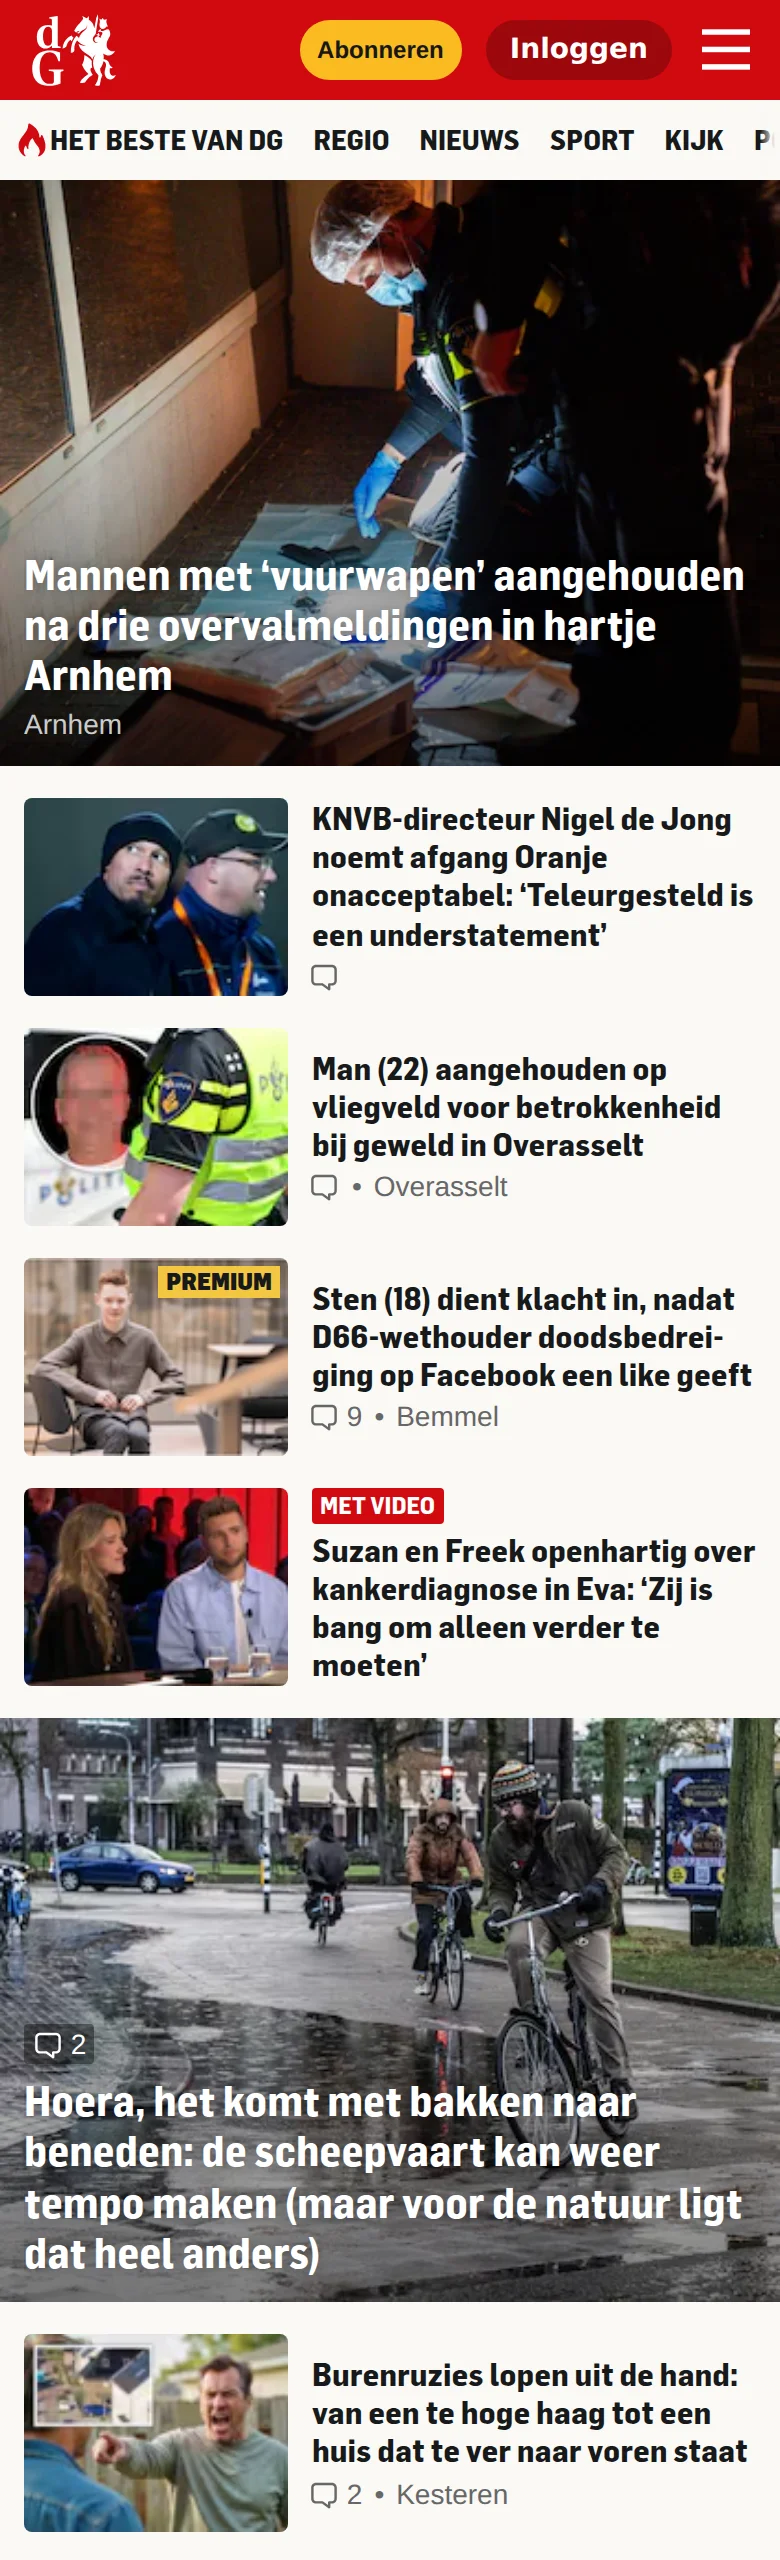 dG
Abonneren
Inloggen
HET BESTE VAN DG REGIO NIEUWS SPORT KIJK
Mannen met ‘vuurwapen’ aangehouden
na drie overvalmeldingen in hartje
Arnhem
Arnhem
KNVB-directeur Nigel de Jong
noemt afgang Oranje
onacceptabel: ‘Teleurgesteld is
een understatement’
Man (22) aangehouden op
vliegveld voor betrokkenheid
bij geweld in Overasselt
• Overasselt
PREMIUM
Sten (18) dient klacht in, nadat
D66-wethouder doodsbedrei-
ging op Facebook een like geeft
9 • Bemmel
MET VIDEO
Suzan en Freek openhartig over
kankerdiagnose in Eva: ‘Zij is
bang om alleen verder te
moeten’
2
Hoera, het komt met bakken naar
beneden: de scheepvaart kan weer
tempo maken (maar voor de natuur ligt
dat heel anders)
Burenruzies lopen uit de hand:
van een te hoge haag tot een
huis dat te ver naar voren staat
2 • Kesteren